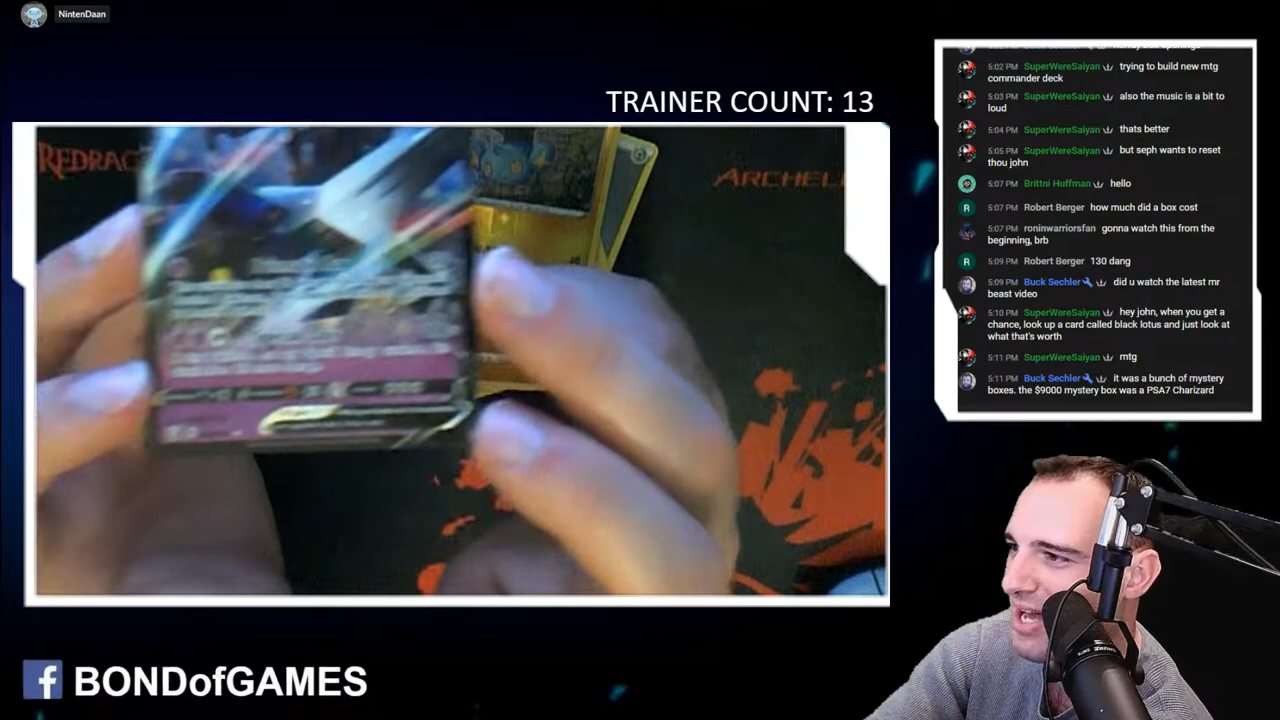 NintenDaan
TRAINER COUNT: 13
REDRAC
ARCHEL
5:02 PM SuperWereSaiyan trying to build new mtg
commander deck
5:03 PM SuperWereSaiyan also the music is a bit to
loud
5:04 PM SuperWereSaiyan thats better
5:05 PM SuperWereSaiyan but seph wants to reset
thou john
5:07 PM Brittni Huffman hello
R 5:07 PM Robert Berger how much did a box cost
5:07 PM roninwarriorsfan gonna watch this from the
beginning, brb
R 5:09 PM Robert Berger 130 dang
5:09 PM Buck Sechler did u watch the latest mr
beast video
5:10 PM SuperWereSaiyan hey john, when you get a
chance, look up a card called black lotus and just look at
what that's worth
5:11 PM SuperWereSaiyan mtg
5:11 PM Buck Sechler it was a bunch of mystery
boxes. the $9000 mystery box was a PSA7 Charizard
f BONDofGAMES